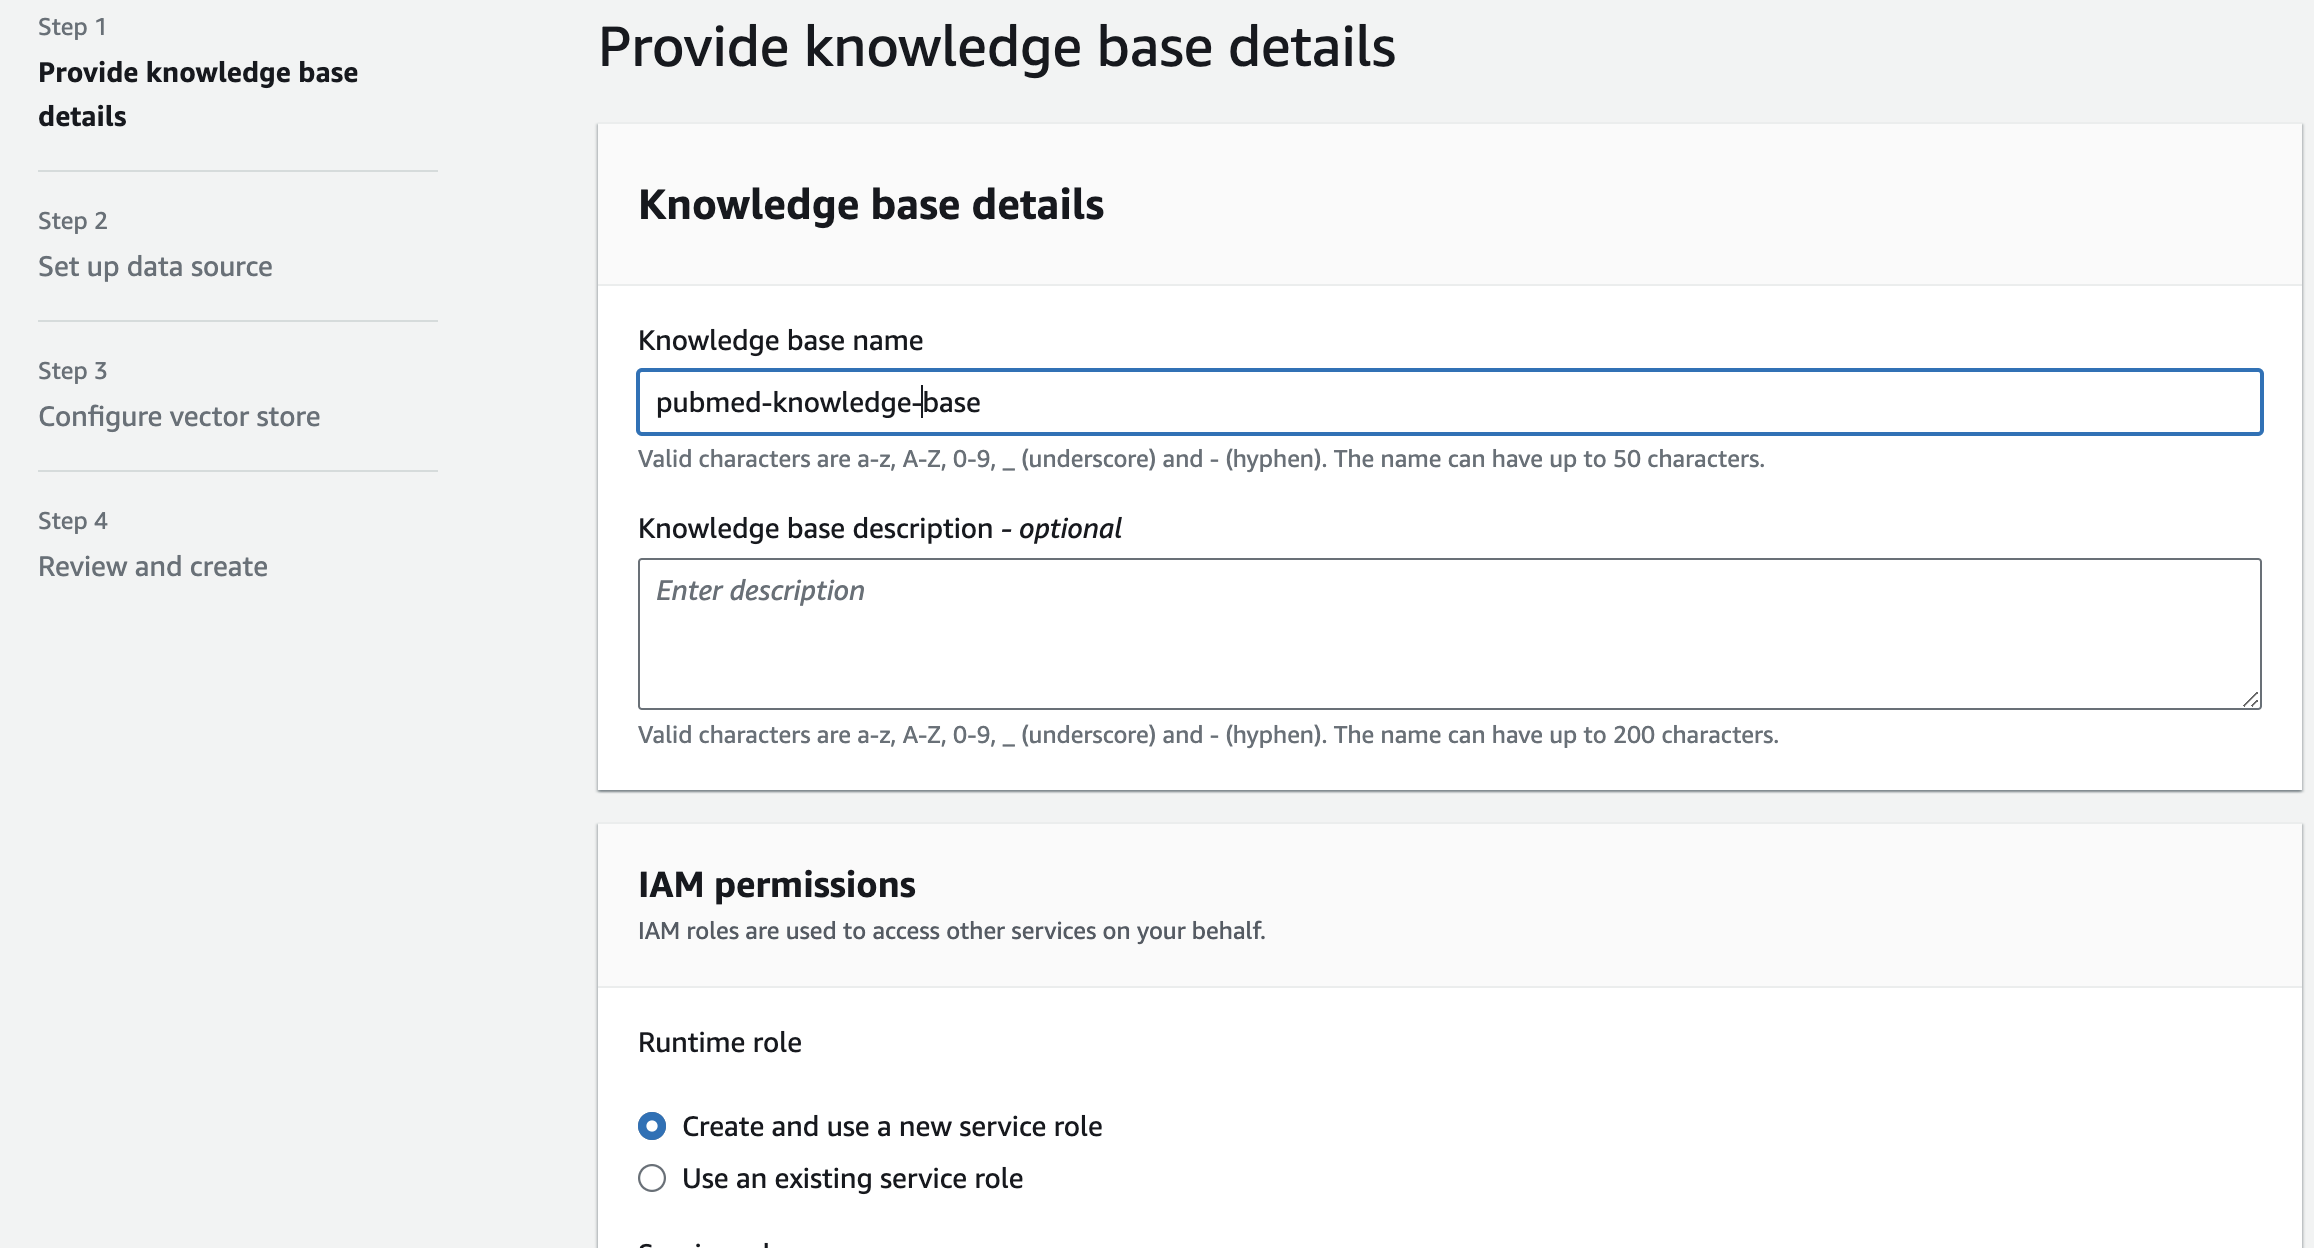 Step 1
Provide knowledge base
details
Step 2
Set up data source
Step 3
Configure vector store
Step 4
Review and create
Provide knowledge base details
Knowledge base details
Knowledge base name
pubmed-knowledge-base
Valid characters are a-z, A-Z, 0-9, _ (underscore) and - (hyphen). The name can have up to 50 characters.
Knowledge base description - optional
Enter description
Valid characters are a-z, A-Z, 0-9, _ (underscore) and - (hyphen). The name can have up to 200 characters.
IAM permissions
IAM roles are used to access other services on your behalf.
Runtime role
Create and use a new service role
Use an existing service role